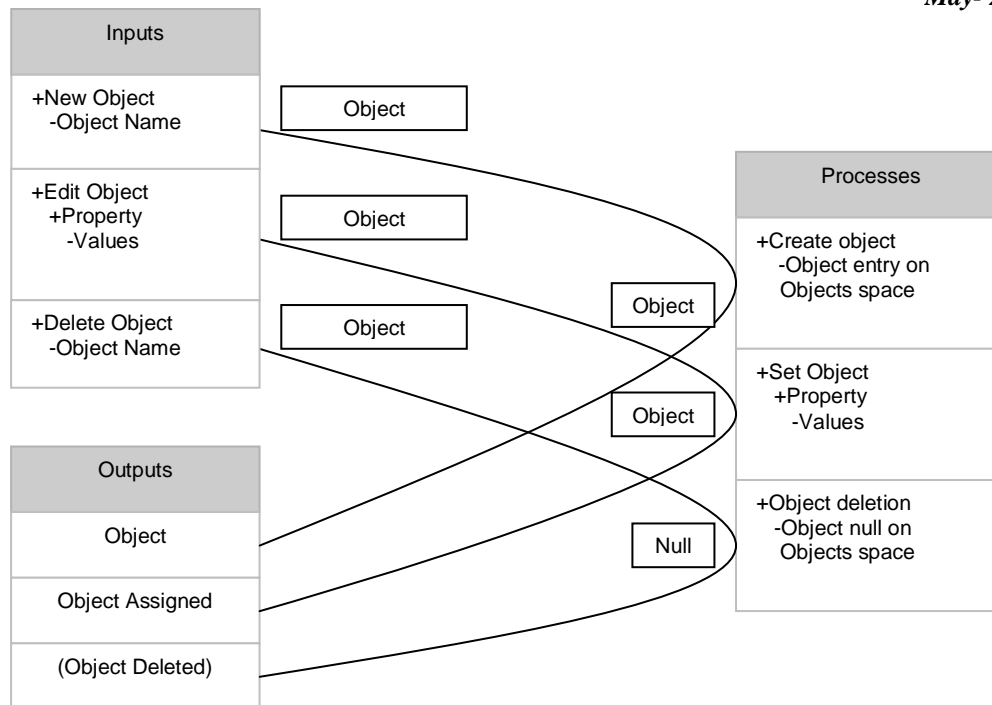 May-
Inputs
+New Object
-Object Name
+Edit Object
+Property
-Values
+Delete Object
-Object Name
Object
Object
Object
Processes
+Create object
-Object entry on
Objects space
+Set Object
+Property
-Values
+Object deletion
-Object null on
Objects space
Object
Object
Null
Outputs
Object
Object Assigned
(Object Deleted)